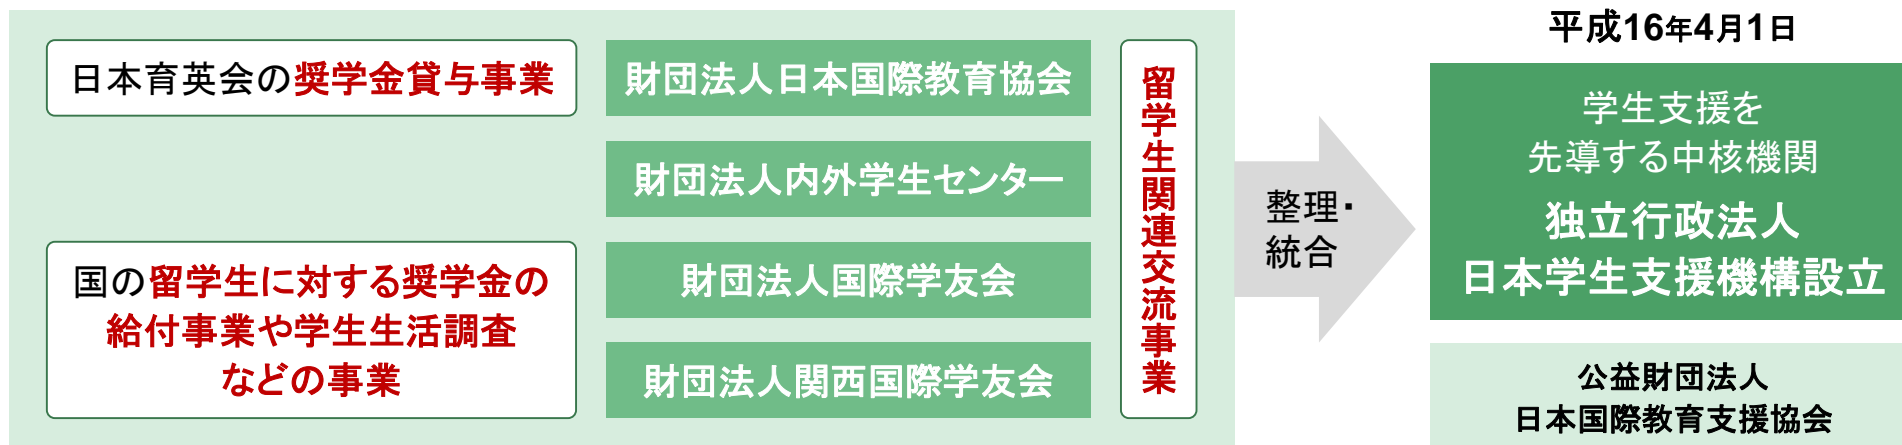 日本育英会の奨学金貸与事業
国の留学生に対する奨学金の
給付事業や学生生活調査
などの事業
財団法人日本国際教育協会
財団法人内外学生センター
財団法人国際学友会
財団法人関西国際学友会
留学生関連交流事業
整理・
統合
平成16年4月1日
学生支援を
先導する中核機関
独立行政法人
日本学生支援機構設立
公益財団法人
日本国際教育支援協会